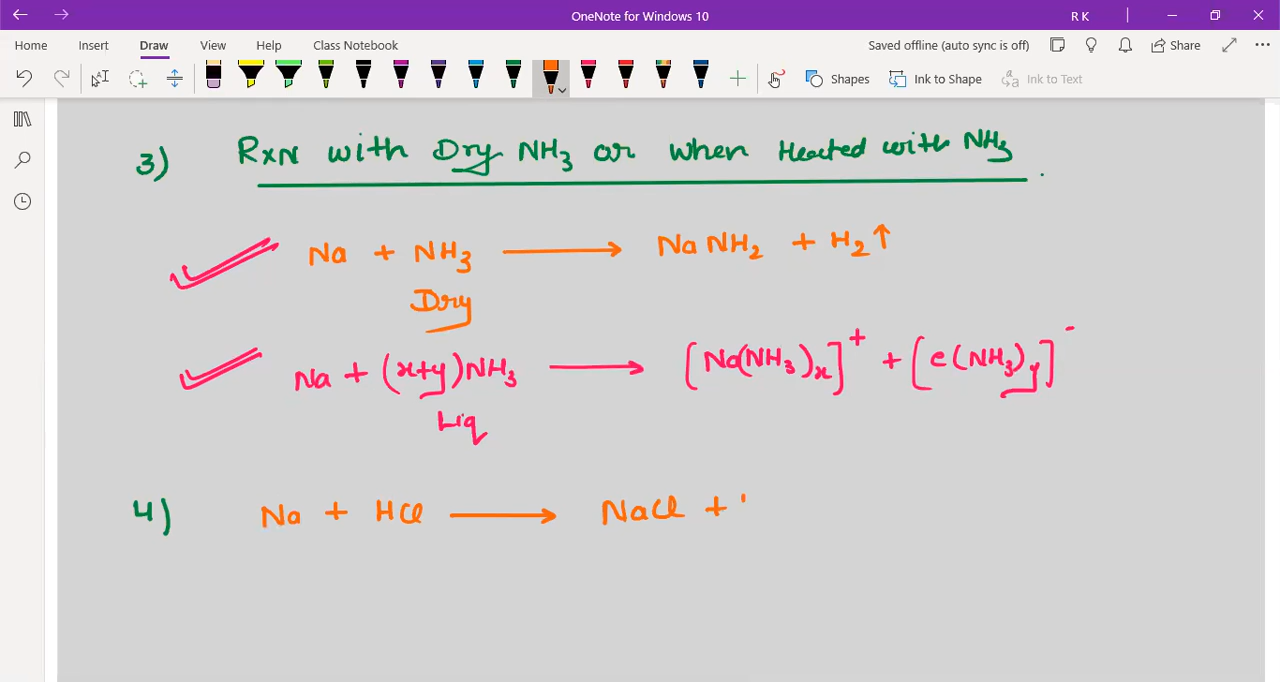 OneNote for Windows 10
R K
Home Insert Draw View Help Class Notebook
Saved offline (auto sync is off)
Share
Shapes
Ink to Shape
Ink to Text
3) RxN with Dry NH3 or when Heated with NH3
Na + NH3 → NaNH2 + H2↑
Dry
Na + (x+y)NH3 → [Na(NH3)x]+ + [e(NH3)y]-
Liq
4) Na + HCl → NaCl +